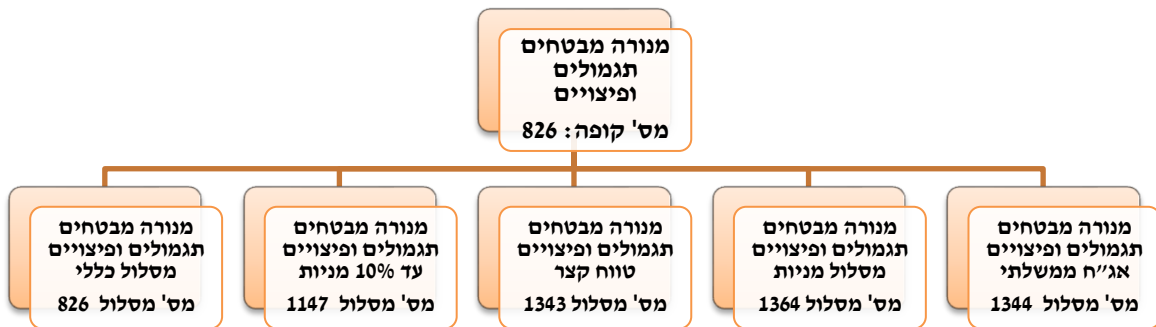 מנורה מבטחים
תגמולים
ופיצויים
מס' קופה: 826
מנורה מבטחים
תגמולים ופיצויים
אג״ח ממשלתי
מס' מסלול 1344
מנורה מבטחים
תגמולים ופיצויים
מסלול מניות
מס' מסלול 1364
מנורה מבטחים
תגמולים ופיצויים
טווח קצר
מס' מסלול 1343
מנורה מבטחים
תגמולים ופיצויים
עד 10% מניות
מס' מסלול 1147
מנורה מבטחים
תגמולים ופיצויים
מסלול כללי
מס' מסלול 826